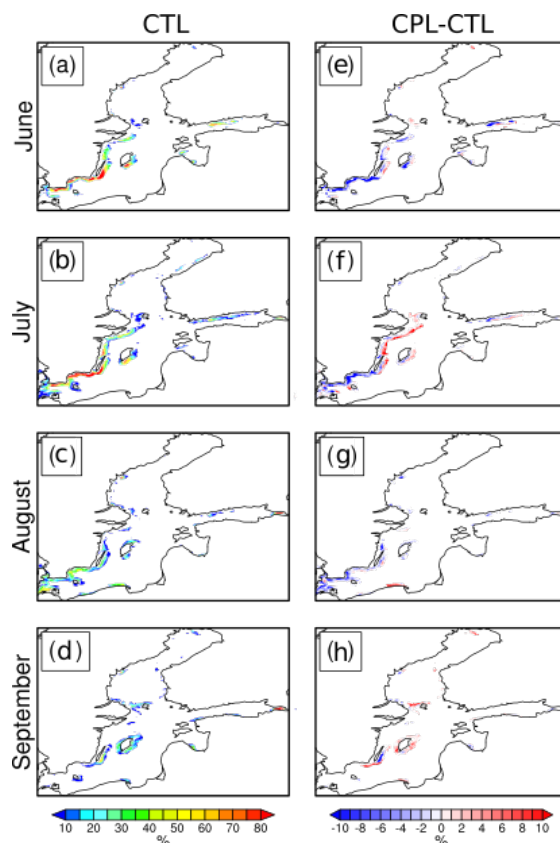 CTL CPL-CTL
June
(a) (e)
July
(b) (f)
August
(c) (g)
September
(d) (h)
10 20 30 40 50 60 70 80
%
-10 -8 -6 -4 -2 0 2 4 6 8 10
%